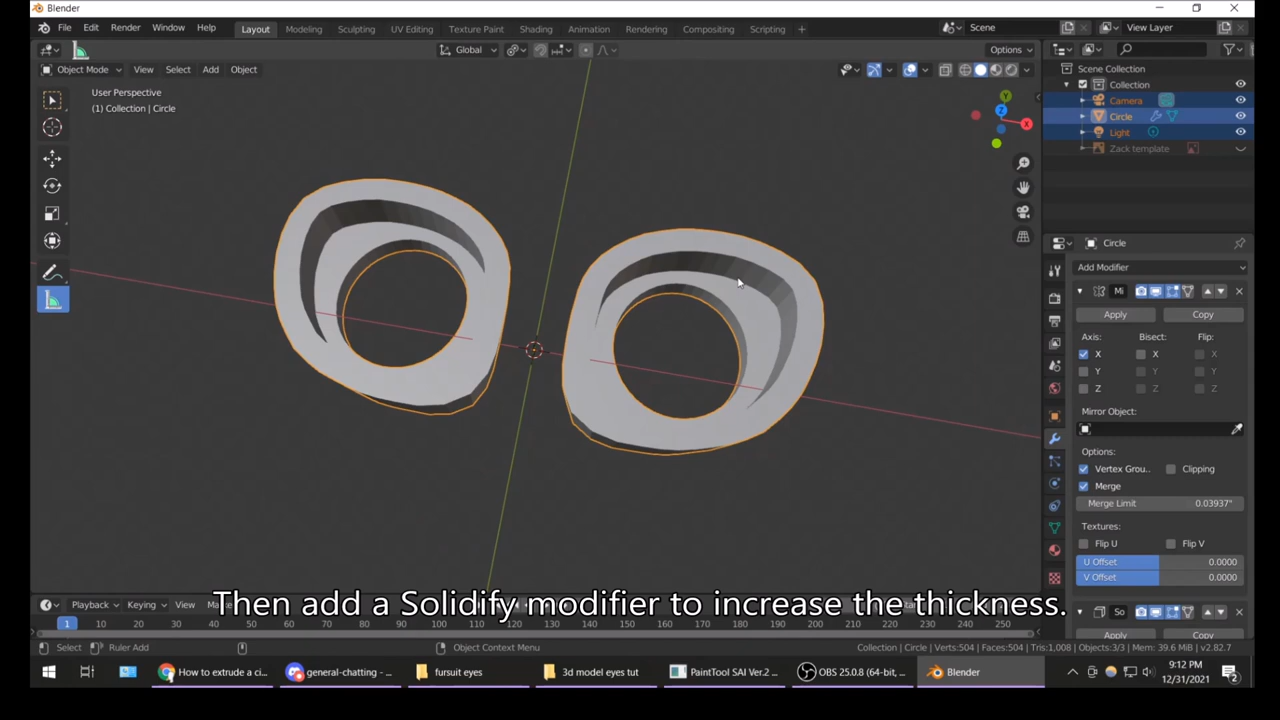 Blender
File Edit Render Window Help
Layout Modeling Sculpting UV Editing Texture Paint Shading Animation Rendering Compositing Scripting +
Scene View Layer
Global Options
Object Mode View Select Add Object
User Perspective
(1) Collection | Circle
Scene Collection
Collection
Camera
Circle
Light
Zack template
Y
Z
X
Circle
Add Modifier
Mi
Apply Copy
Axis: Bisect: Flip:
X X X
Y Y Y
Z Z Z
Mirror Object:
Options:
Vertex Grou.. Clipping
Merge
Merge Limit 0.03937"
Textures:
Flip U Flip V
U Offset 0.0000
V Offset 0.0000
So
Apply Copy
Playback Keying View
Then add a Solidify modifier to increase the thickness.
1 10 20 30 40 50 60 70 80 90 100 110 120 130 140 150 160 170 180 190 200 210 220 230 240 250
Select Ruler Add Object Context Menu Collection | Circle | Verts:504 | Faces:504 | Tris:1,008 | Objects:3/3 | Mem: 39.6 MiB | v2.82.7
How to extrude a ci... general-chatting - ... fursuit eyes 3d model eyes tut PaintTool SAI Ver.2 ... OBS 25.0.8 (64-bit, ... Blender
9:12 PM
12/31/2021
2